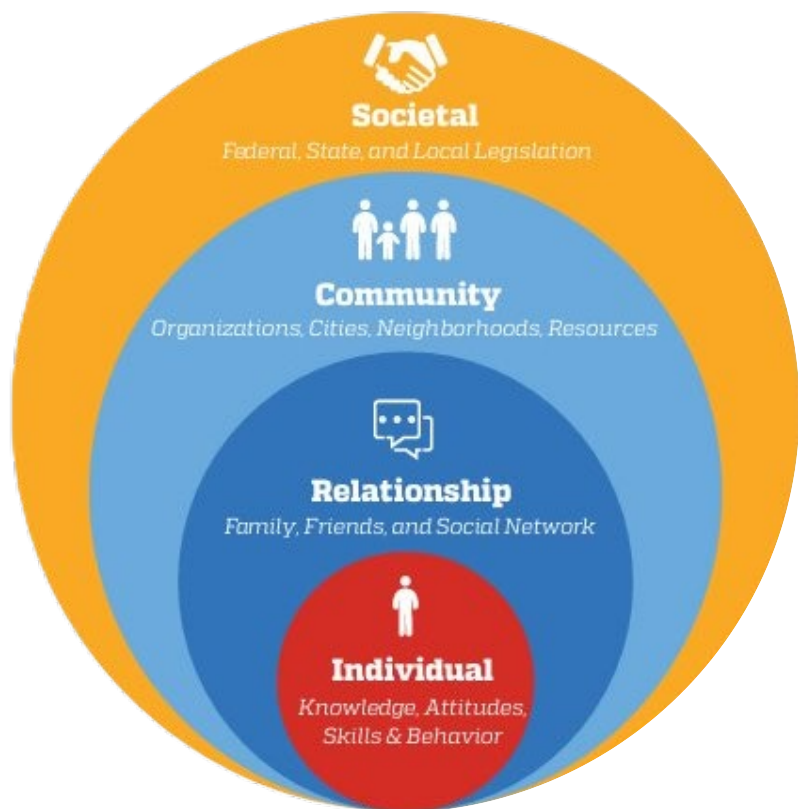 Societal
Federal, State, and Local Legislation
Community
Organizations, Cities, Neighborhoods, Resources
Relationship
Family, Friends, and Social Network
Individual
Knowledge, Attitudes,
Skills & Behavior